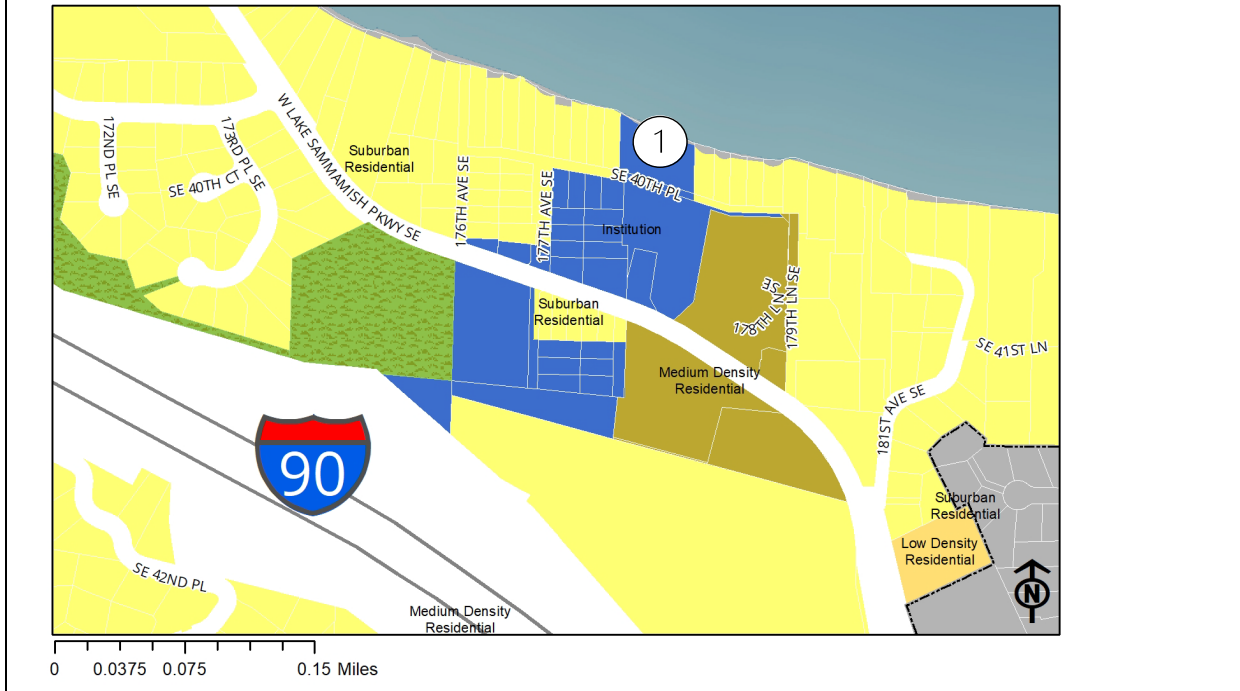 1
W LAKE SAMMAMISH PKWY SE
172ND PL SE
173RD PL SE
SE 40TH CT
Suburban
Residential
176TH AVE SE
177TH AVE SE
SE 40TH PL
Institution
Suburban
Residential
178TH LN SE
179TH LN SE
Medium Density
Residential
SE 41ST LN
181ST AVE SE
90
Suburban
Residential
Low Density
Residential
SE 42ND PL
Medium Density
Residential
N
0 0.0375 0.075 0.15 Miles